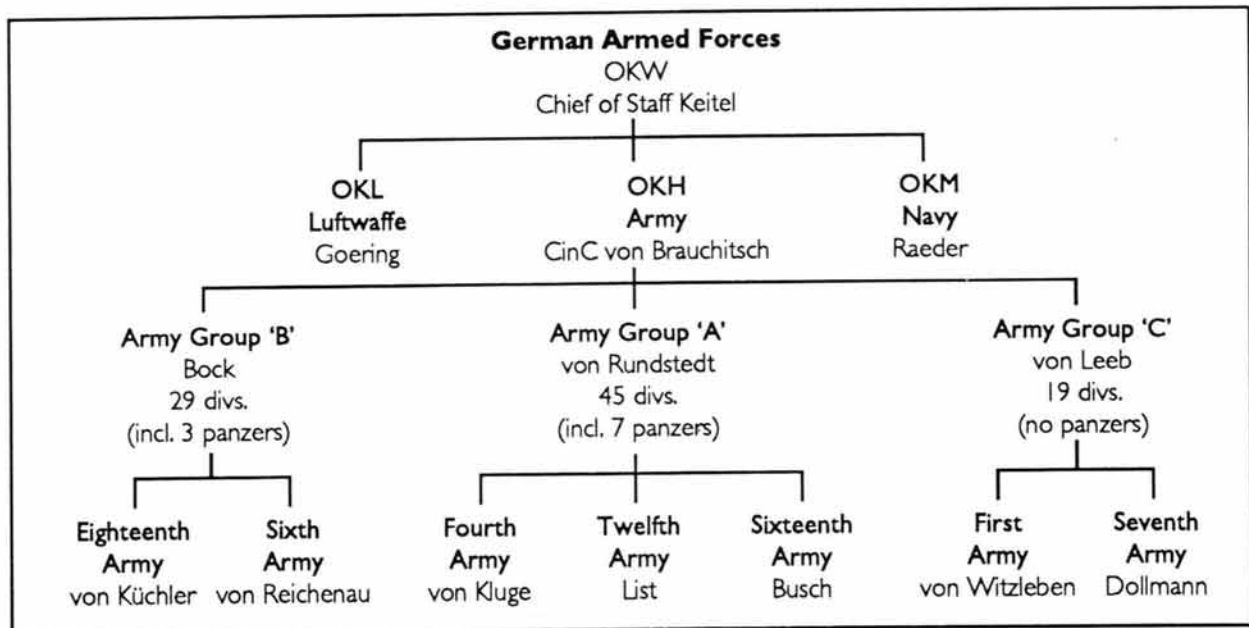 German Armed Forces
OKW
Chief of Staff Keitel
OKL
Luftwaffe
Goering
OKH
Army
CinC von Brauchitsch
OKM
Navy
Raeder
Army Group ‘B’
Bock
29 divs.
(incl. 3 panzers)
Army Group ‘A’
von Rundstedt
45 divs.
(incl. 7 panzers)
Army Group ‘C’
von Leeb
19 divs.
(no panzers)
Eighteenth
Army
von Küchler
Sixth
Army
von Reichenau
Fourth
Army
von Kluge
Twelfth
Army
List
Sixteenth
Army
Busch
First
Army
von Witzleben
Seventh
Army
Dollmann